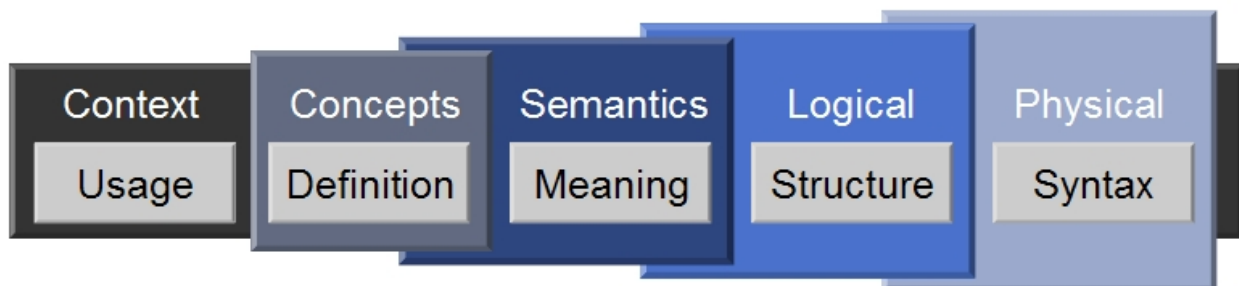 Context Concepts Semantics Logical Physical
Usage Definition Meaning Structure Syntax